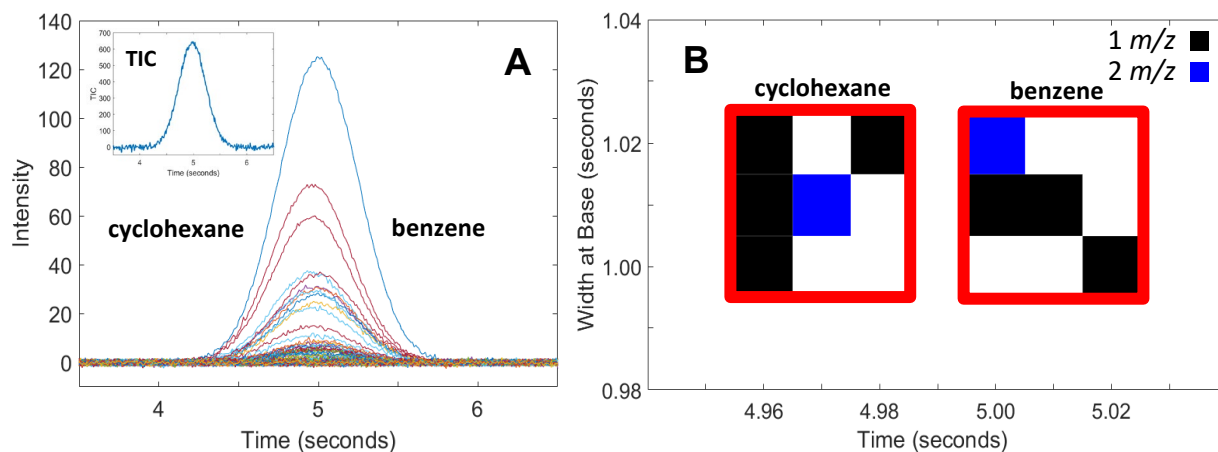 A
TIC
TIC
700
600
500
400
300
200
100
0
4
5
6
Time (seconds)
Intensity
140
120
100
80
60
40
20
0
cyclohexane
benzene
4
5
6
Time (seconds)
B
1 m/z
2 m/z
cyclohexane
benzene
Width at Base (seconds)
1.04
1.02
1.00
0.98
4.96
4.98
5.00
5.02
Time (seconds)